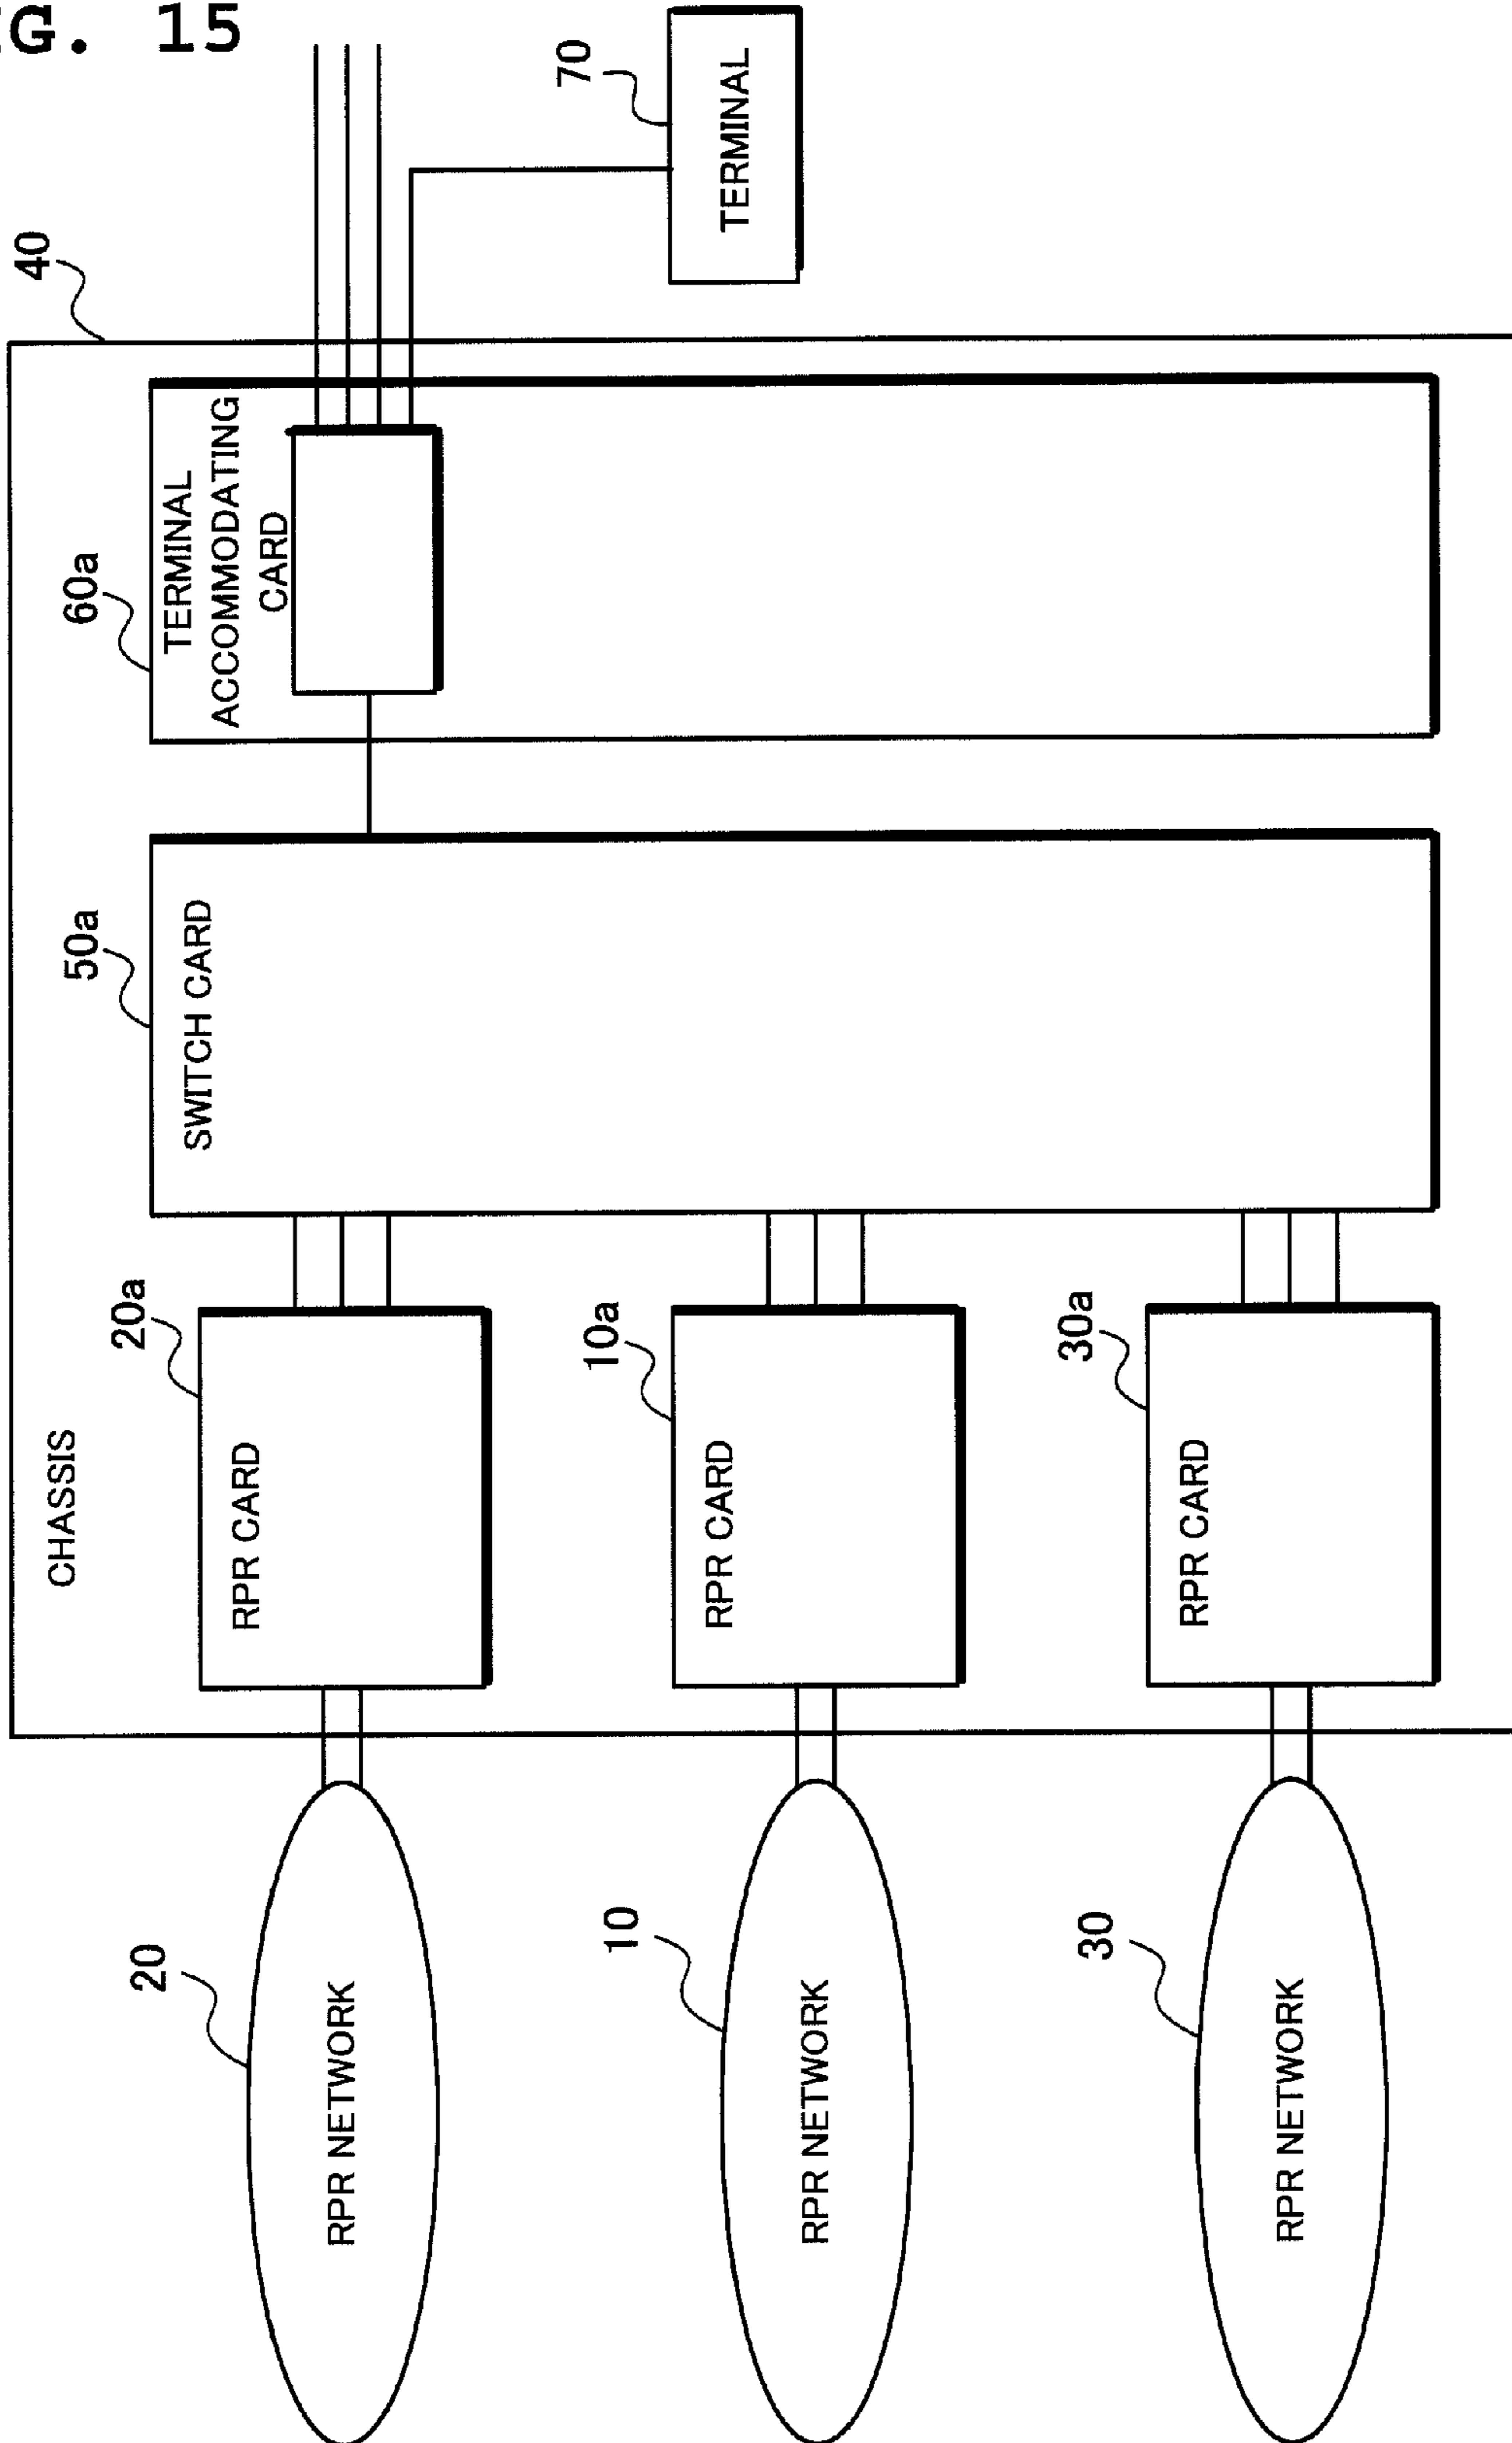 G. 15
40
CHASSIS
20
RPR NETWORK
20a
RPR CARD
50a
SWITCH CARD
60a
TERMINAL
ACCOMMODATING
CARD
70
TERMINAL
10
RPR NETWORK
10a
RPR CARD
30
RPR NETWORK
30a
RPR CARD